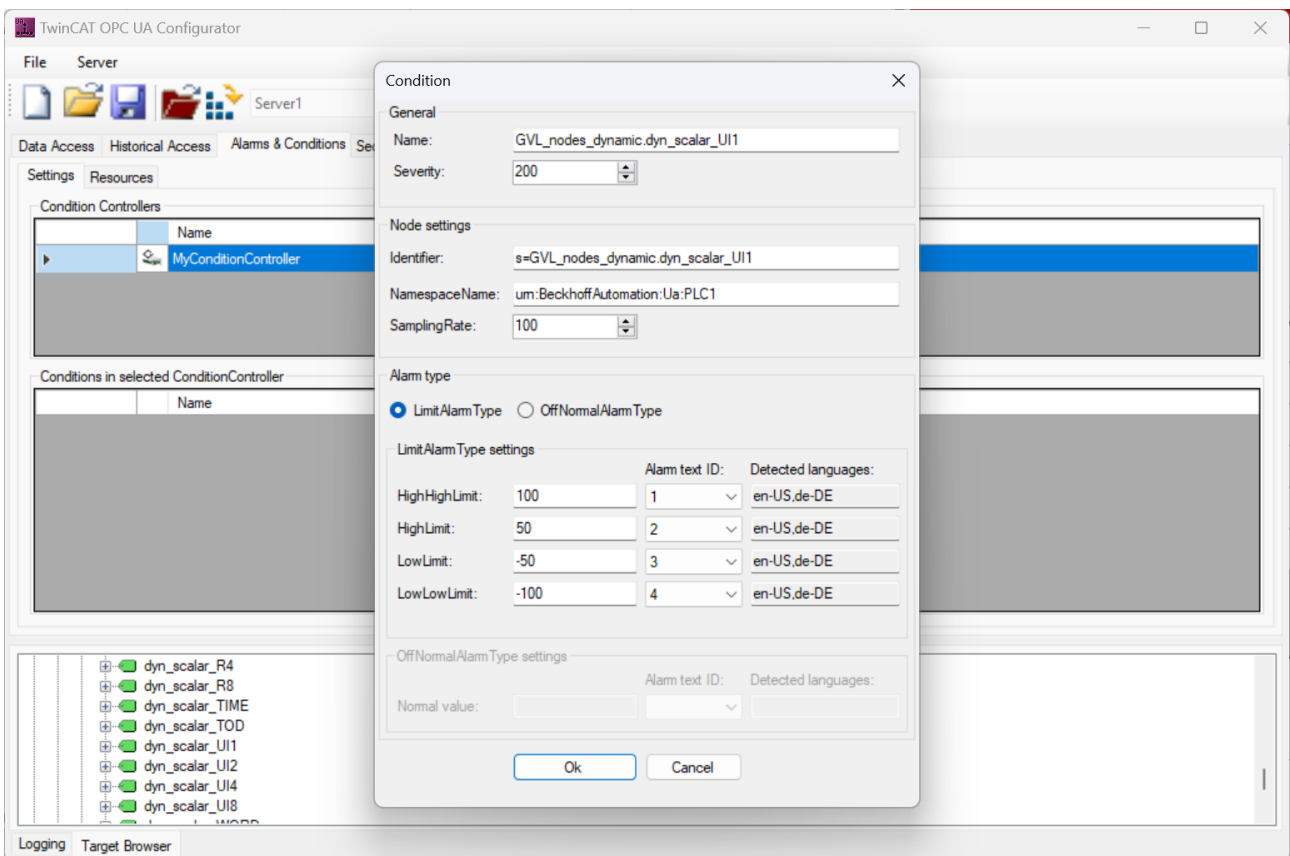 TwinCAT OPC UA Configurator
File Server
Server1
Data Access Historical Access Alarms & Conditions Sec
Settings Resources
Condition Controllers
Name
MyConditionController
Conditions in selected ConditionController
Name
Condition
General
Name: GVL_nodes_dynamic.dyn_scalar_UI1
Severity: 200
Node settings
Identifier: s=GVL_nodes_dynamic.dyn_scalar_UI1
NamespaceName: urn:BeckhoffAutomation:Ua:PLC1
SamplingRate: 100
Alarm type
LimitAlarmType OffNormalAlarmType
LimitAlarmType settings
Alarm text ID: Detected languages:
HighHighLimit: 100 1 en-US,de-DE
HighLimit: 50 2 en-US,de-DE
LowLimit: -50 3 en-US,de-DE
LowLowLimit: -100 4 en-US,de-DE
OffNormalAlarmType settings
Alarm text ID: Detected languages:
Normal value:
Ok Cancel
dyn_scalar_R4
dyn_scalar_R8
dyn_scalar_TIME
dyn_scalar_TOD
dyn_scalar_UI1
dyn_scalar_UI2
dyn_scalar_UI4
dyn_scalar_UI8
Logging Target Browser